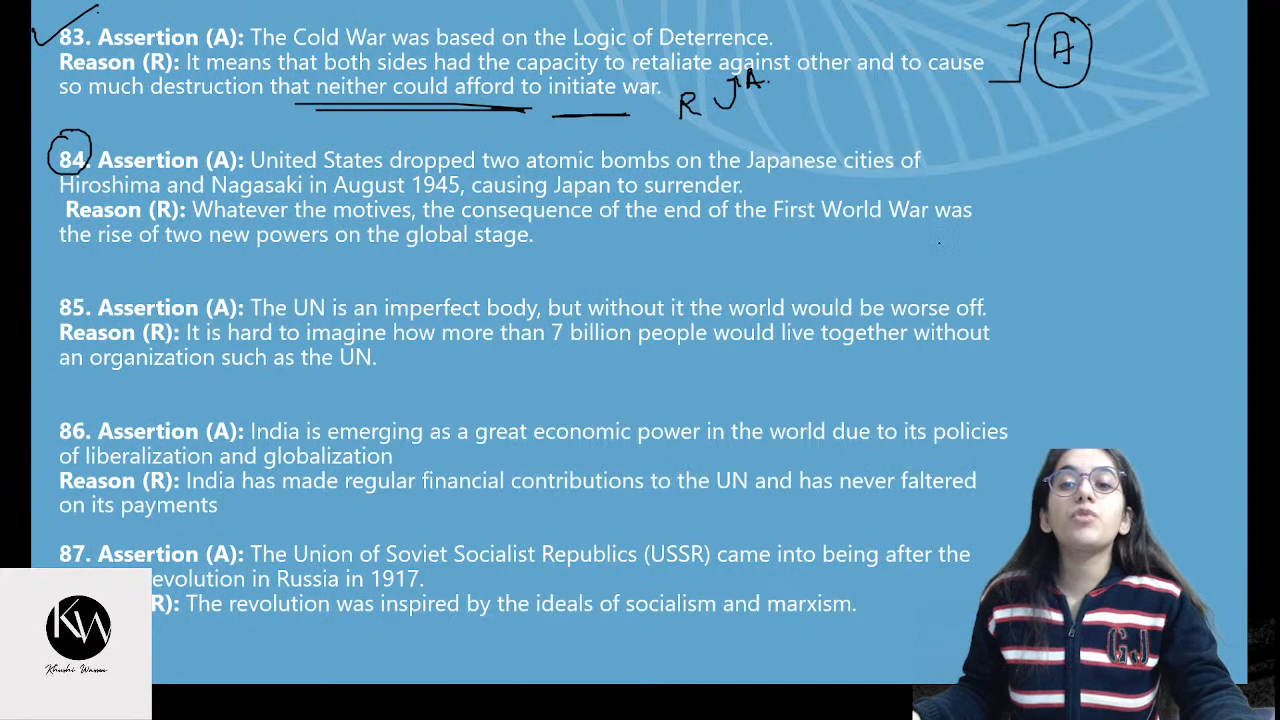 83. Assertion (A): The Cold War was based on the Logic of Deterrence.
Reason (R): It means that both sides had the capacity to retaliate against other and to cause
so much destruction that neither could afford to initiate war.
A
R A
84. Assertion (A): United States dropped two atomic bombs on the Japanese cities of
Hiroshima and Nagasaki in August 1945, causing Japan to surrender.
Reason (R): Whatever the motives, the consequence of the end of the First World War was
the rise of two new powers on the global stage.
85. Assertion (A): The UN is an imperfect body, but without it the world would be worse off.
Reason (R): It is hard to imagine how more than 7 billion people would live together without
an organization such as the UN.
86. Assertion (A): India is emerging as a great economic power in the world due to its policies
of liberalization and globalization
Reason (R): India has made regular financial contributions to the UN and has never faltered
on its payments
87. Assertion (A): The Union of Soviet Socialist Republics (USSR) came into being after the
evolution in Russia in 1917.
R): The revolution was inspired by the ideals of socialism and marxism.
KW
GJ